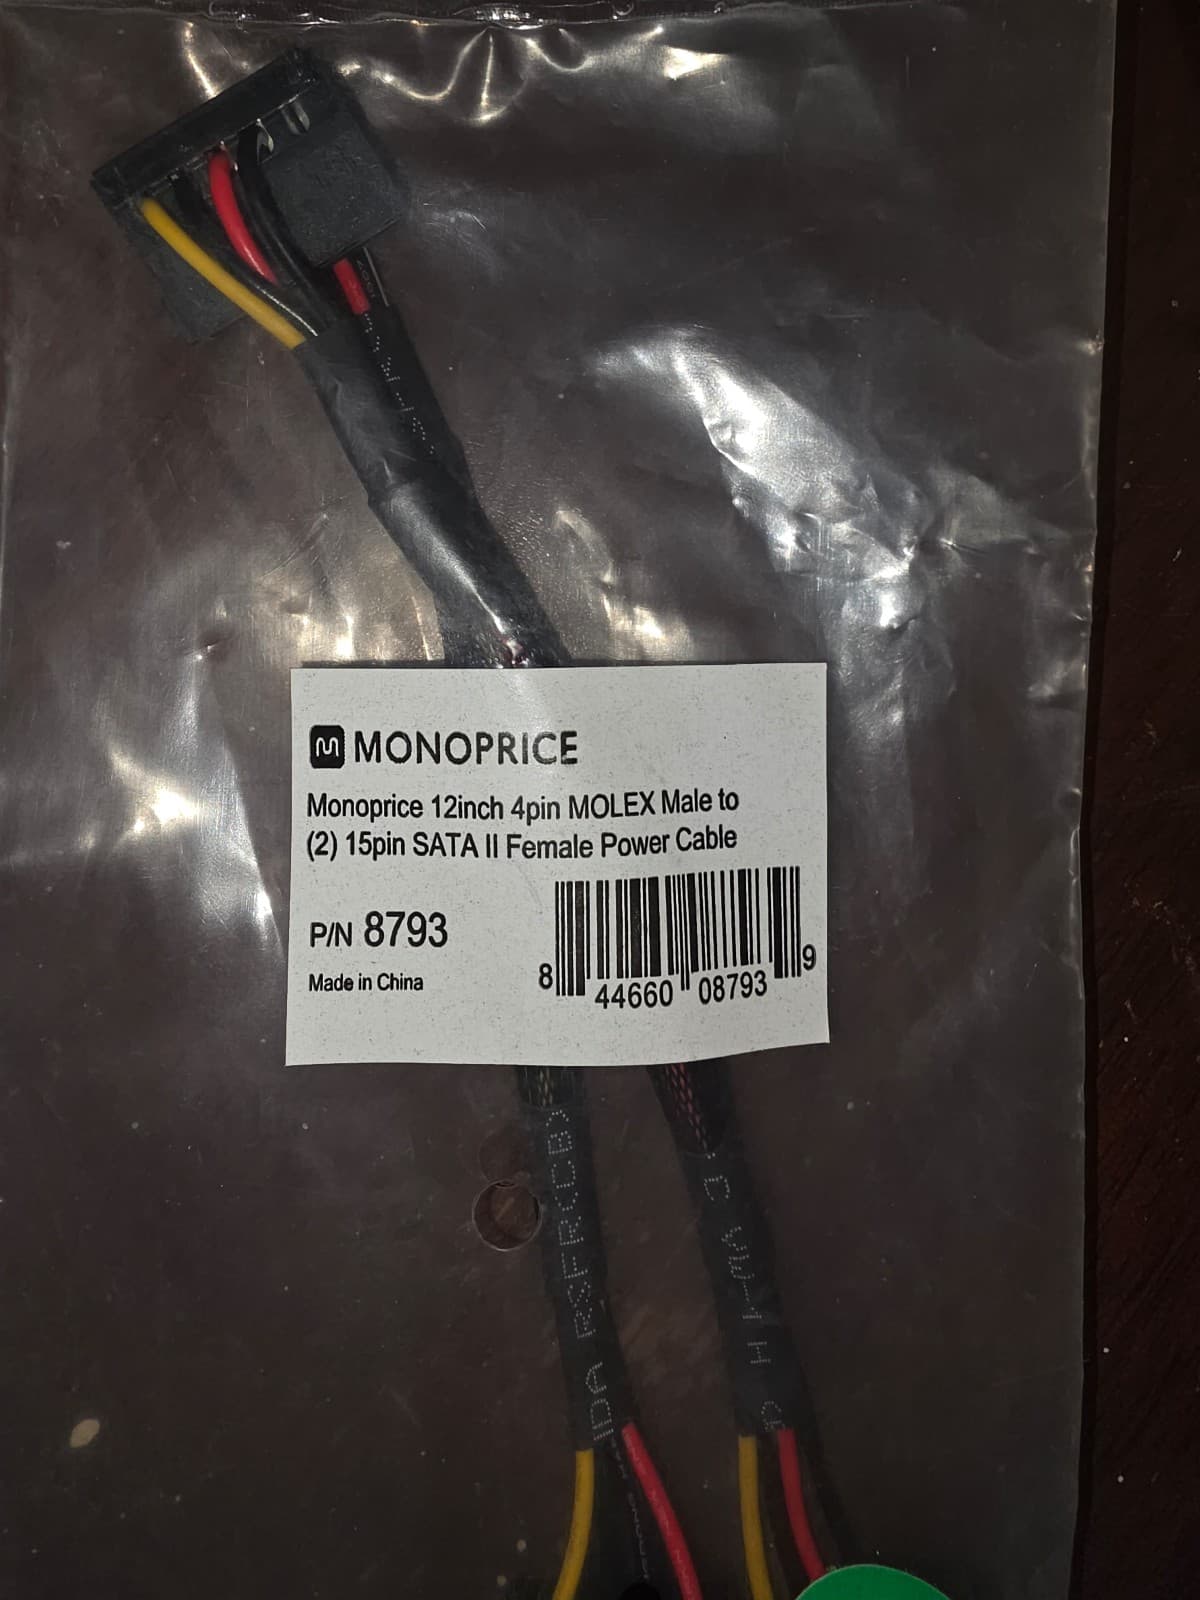 MONOPRICE
Monoprice 12inch 4pin MOLEX Male to
(2) 15pin SATA II Female Power Cable
P/N 8793
Made in China
8 44660 08793 9